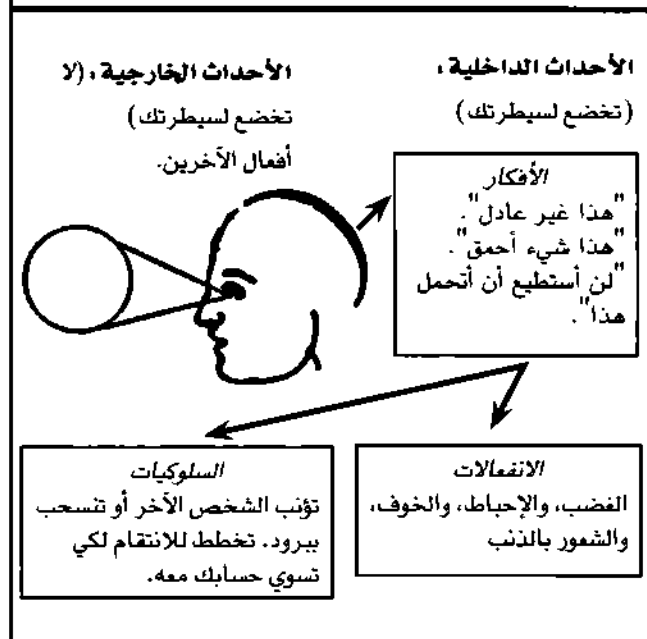 الأحداث الداخلية:
(تخضع لسيطرتك)
الأحداث الخارجية: (لا
تخضع لسيطرتك)
أفعال الآخرين.
الأفكار
"هذا غير عادل".
"هذا شيء أحمق".
"لن أستطيع أن أتحمل
هذا".
الانفعالات
الغضب، والإحباط، والخوف،
والشعور بالذنب
السلوكيات
تؤنب الشخص الآخر أو تنسحب
ببرود. تخطط للانتقام لكي
تسوي حسابك معه.